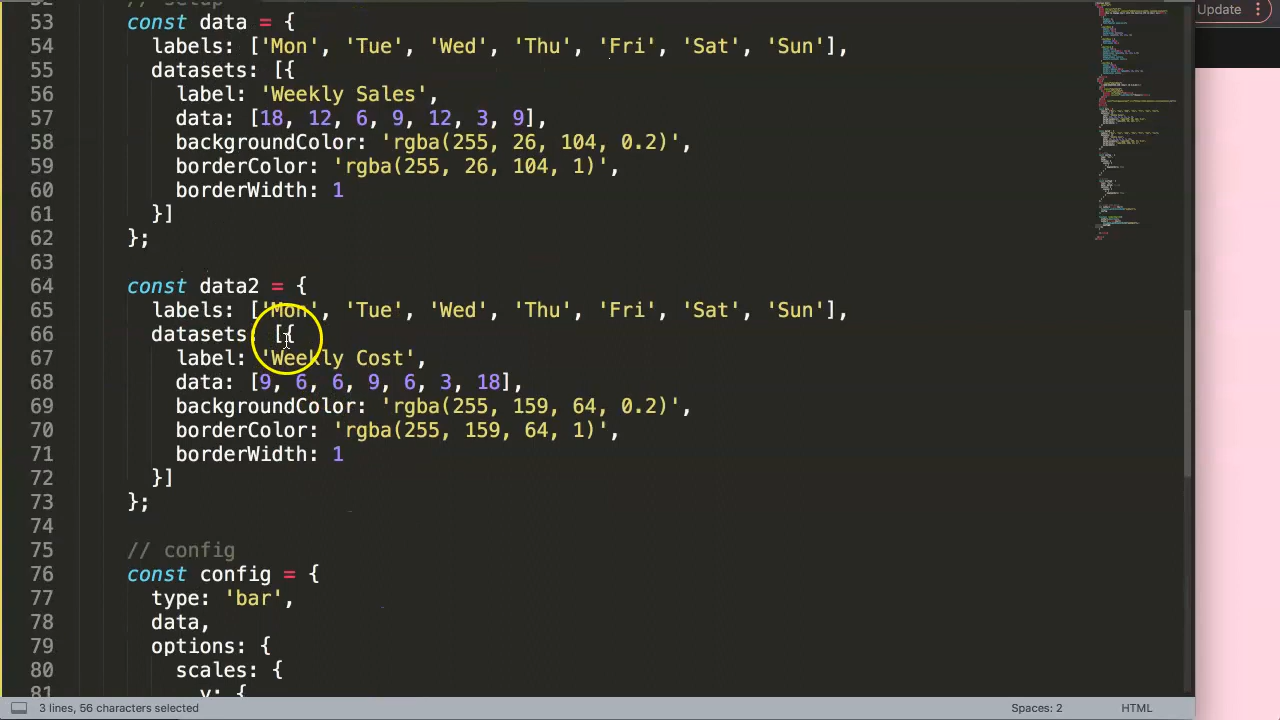 // setup
Update
53 const data = {
54 labels: ['Mon', 'Tue', 'Wed', 'Thu', 'Fri', 'Sat', 'Sun'],
55 datasets: [{
56 label: 'Weekly Sales',
57 data: [18, 12, 6, 9, 12, 3, 9],
58 backgroundColor: 'rgba(255, 26, 104, 0.2)',
59 borderColor: 'rgba(255, 26, 104, 1)',
60 borderWidth: 1
61 }]
62 };
63
64 const data2 = {
65 labels: ['Mon', 'Tue', 'Wed', 'Thu', 'Fri', 'Sat', 'Sun'],
66 datasets: [{
67 label: 'Weekly Cost',
68 data: [9, 6, 6, 9, 6, 3, 18],
69 backgroundColor: 'rgba(255, 159, 64, 0.2)',
70 borderColor: 'rgba(255, 159, 64, 1)',
71 borderWidth: 1
72 }]
73 };
74
75 // config
76 const config = {
77 type: 'bar',
78 data,
79 options: {
80 scales: {
81 y: {
3 lines, 56 characters selected
Spaces: 2
HTML